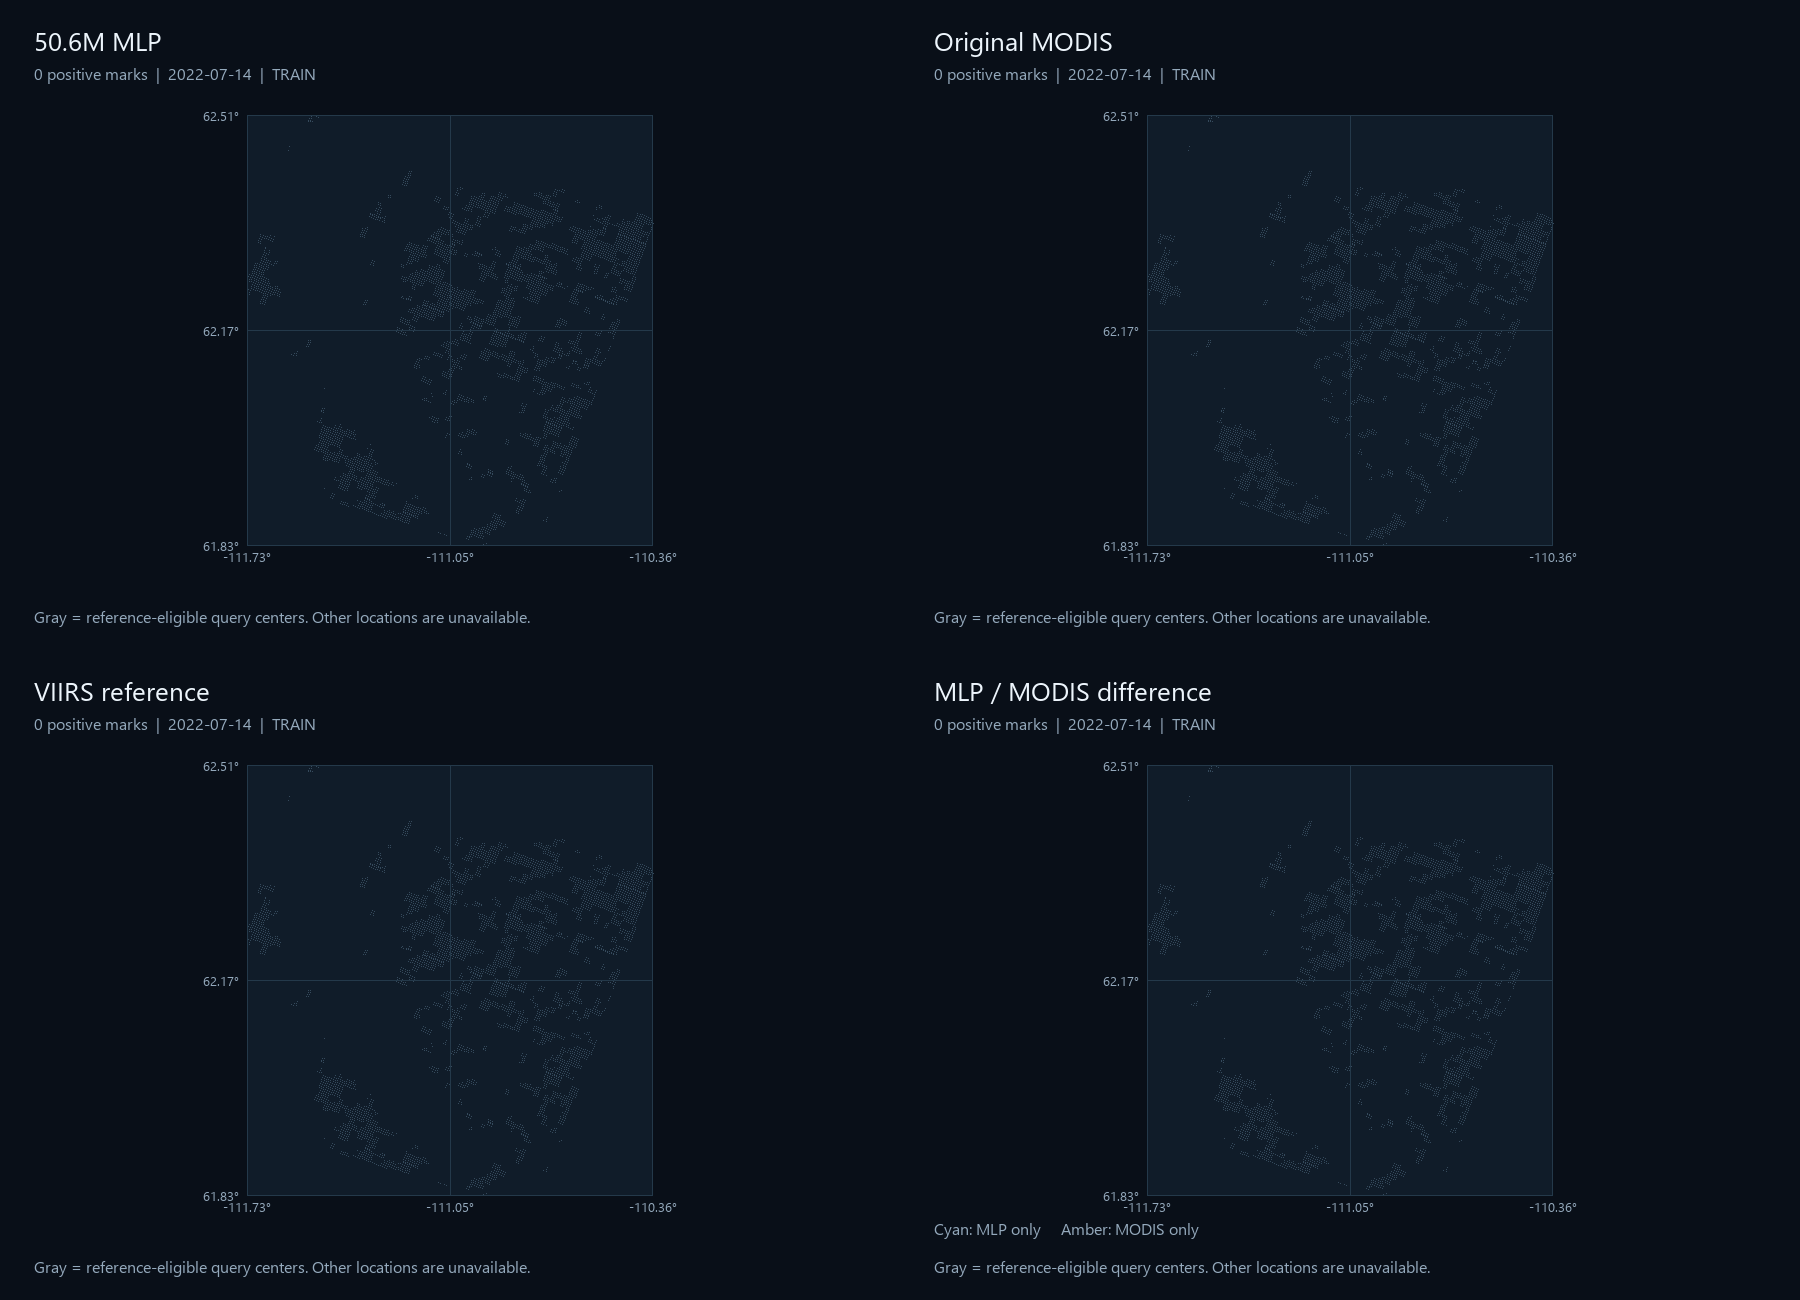 50.6M MLP
0 positive marks | 2022-07-14 | TRAIN
62.51°
62.17°
61.83°
-111.73°
-111.05°
-110.36°
Gray = reference-eligible query centers. Other locations are unavailable.
Original MODIS
0 positive marks | 2022-07-14 | TRAIN
62.51°
62.17°
61.83°
-111.73°
-111.05°
-110.36°
Gray = reference-eligible query centers. Other locations are unavailable.
VIIRS reference
0 positive marks | 2022-07-14 | TRAIN
62.51°
62.17°
61.83°
-111.73°
-111.05°
-110.36°
Gray = reference-eligible query centers. Other locations are unavailable.
MLP / MODIS difference
0 positive marks | 2022-07-14 | TRAIN
62.51°
62.17°
61.83°
-111.73°
-111.05°
-110.36°
Cyan: MLP only Amber: MODIS only
Gray = reference-eligible query centers. Other locations are unavailable.